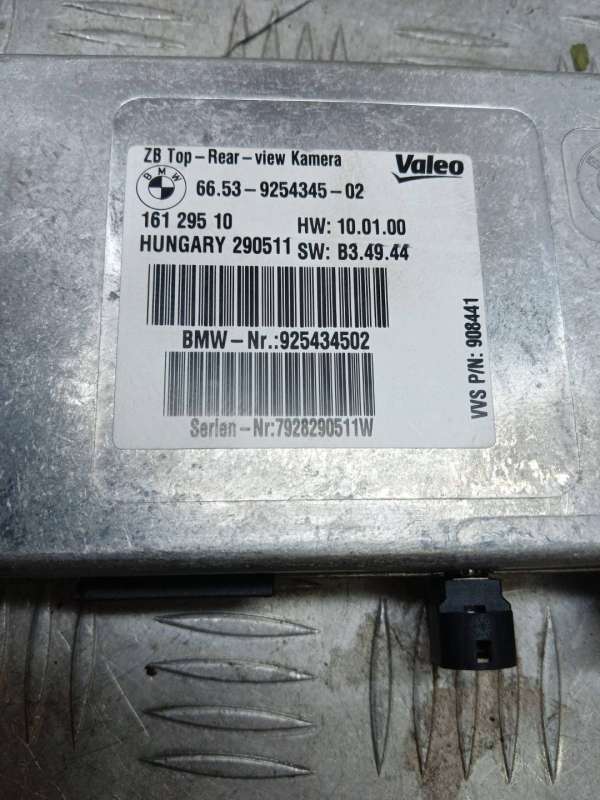 ZB Top-Rear-view Kamera
Valeo
BMW
66.53-9254345-02
161 295 10
HW: 10.01.00
HUNGARY 290511
SW: B3.49.44
BMW-Nr.:925434502
Serien-Nr:7928290511W
VVS P/N: 908441